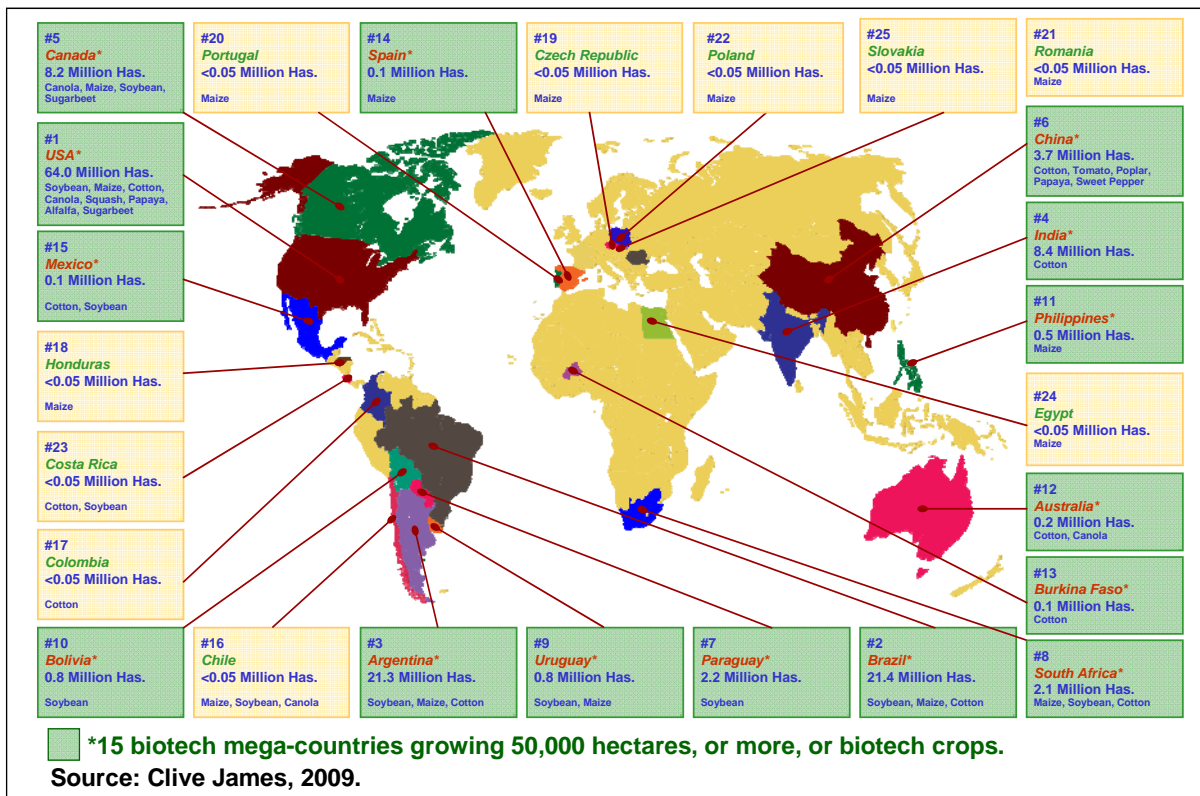 #5
Canada*
8.2 Million Has.
Canola, Maize, Soybean,
Sugarbeet
#20
Portugal
<0.05 Million Has.
Maize
#14
Spain*
0.1 Million Has.
Maize
#19
Czech Republic
<0.05 Million Has.
Maize
#22
Poland
<0.05 Million Has.
Maize
#25
Slovakia
<0.05 Million Has.
Maize
#21
Romania
<0.05 Million Has.
Maize
#1
USA*
64.0 Million Has.
Soybean, Maize, Cotton,
Canola, Squash, Papaya,
Alfalfa, Sugarbeet
#6
China*
3.7 Million Has.
Cotton, Tomato, Poplar,
Papaya, Sweet Pepper
#15
Mexico*
0.1 Million Has.
Cotton, Soybean
#4
India*
8.4 Million Has.
Cotton
#11
Philippines*
0.5 Million Has.
Maize
#18
Honduras
<0.05 Million Has.
Maize
#24
Egypt
<0.05 Million Has.
Maize
#23
Costa Rica
<0.05 Million Has.
Cotton, Soybean
#12
Australia*
0.2 Million Has.
Cotton, Canola
#17
Colombia
<0.05 Million Has.
Cotton
#13
Burkina Faso*
0.1 Million Has.
Cotton
#10
Bolivia*
0.8 Million Has.
Soybean
#16
Chile
<0.05 Million Has.
Maize, Soybean, Canola
#3
Argentina*
21.3 Million Has.
Soybean, Maize, Cotton
#9
Uruguay*
0.8 Million Has.
Soybean, Maize
#7
Paraguay*
2.2 Million Has.
Soybean
#2
Brazil*
21.4 Million Has.
Soybean, Maize, Cotton
#8
South Africa*
2.1 Million Has.
Maize, Soybean, Cotton
*15 biotech mega-countries growing 50,000 hectares, or more, or biotech crops.
Source: Clive James, 2009.